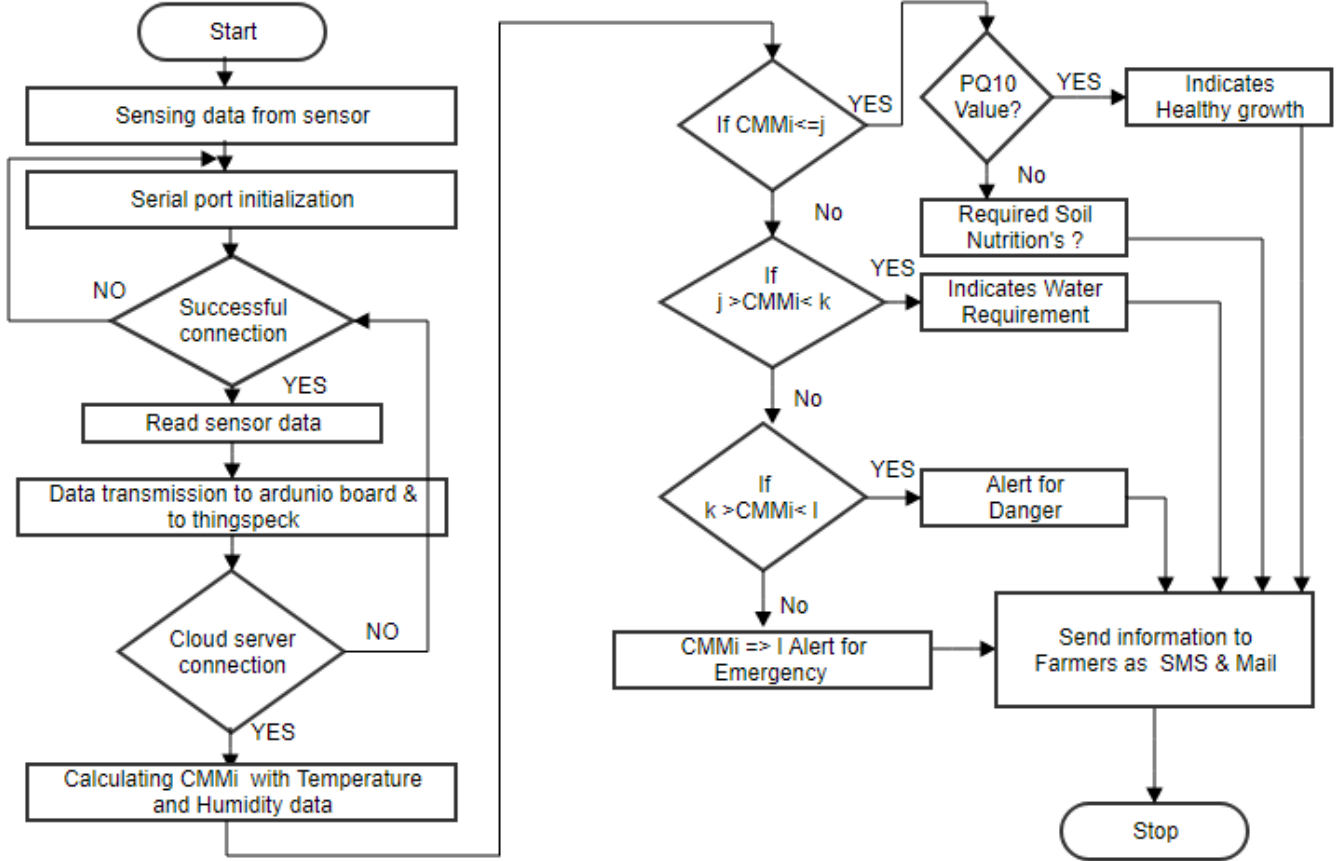 Start
Sensing data from sensor
Serial port initialization
NO
Successful
connection
YES
Read sensor data
Data transmission to ardunio board &
to thingspeck
Cloud server
connection
NO
YES
Calculating CMMi with Temperature
and Humidity data
If CMMi<=j
YES
No
PQ10
Value?
YES
Indicates
Healthy growth
No
Required Soil
Nutrition's ?
If
j >CMMi< k
YES
Indicates Water
Requirement
No
If
k >CMMi< l
YES
Alert for
Danger
No
CMMi => l Alert for
Emergency
Send information to
Farmers as SMS & Mail
Stop